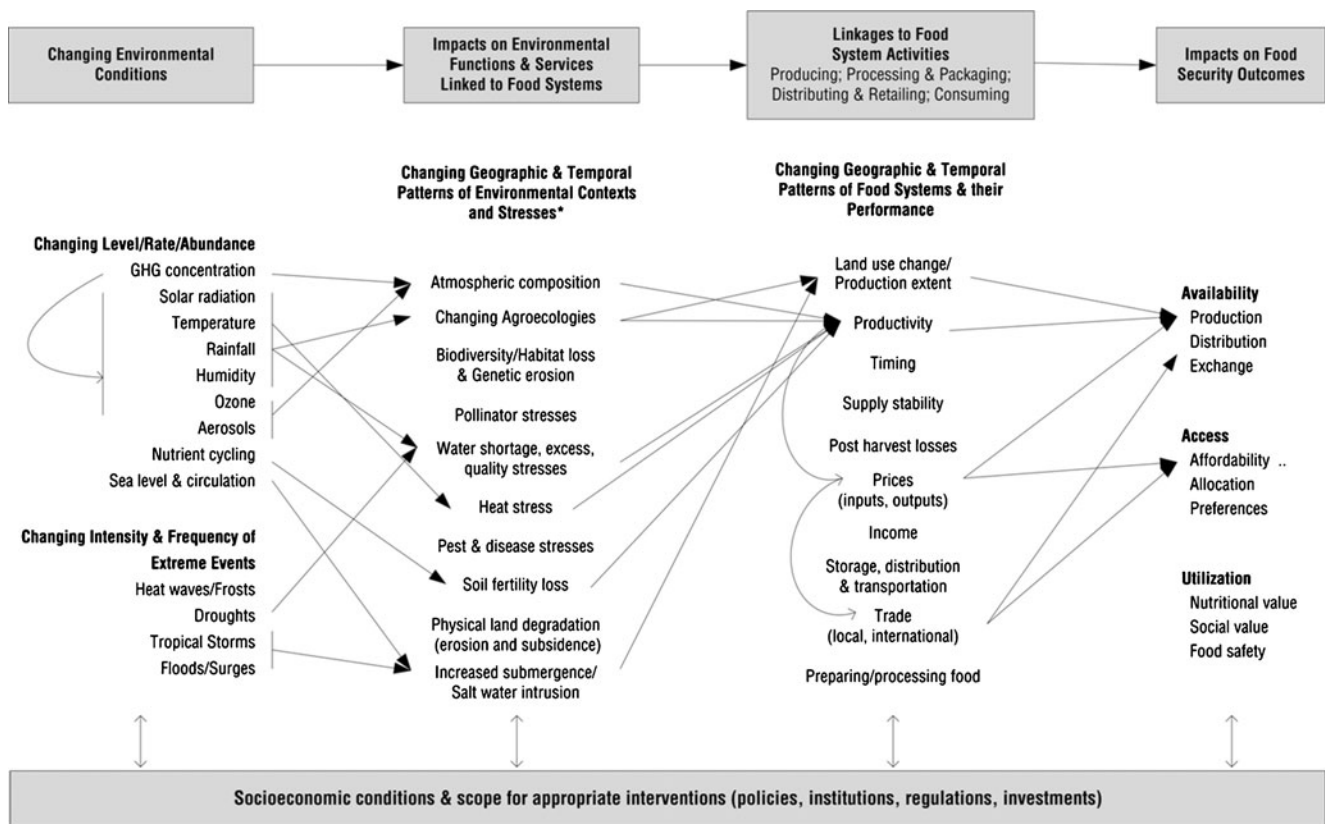 Changing Environmental
Conditions
Impacts on Environmental
Functions & Services
Linked to Food Systems
Linkages to Food
System Activities
Producing; Processing & Packaging;
Distributing & Retailing; Consuming
Impacts on Food
Security Outcomes
Changing Level/Rate/Abundance
GHG concentration
Solar radiation
Temperature
Rainfall
Humidity
Ozone
Aerosols
Nutrient cycling
Sea level & circulation
Changing Intensity & Frequency of
Extreme Events
Heat waves/Frosts
Droughts
Tropical Storms
Floods/Surges
Changing Geographic & Temporal
Patterns of Environmental Contexts
and Stresses*
Atmospheric composition
Changing Agroecologies
Biodiversity/Habitat loss
& Genetic erosion
Pollinator stresses
Water shortage, excess,
quality stresses
Heat stress
Pest & disease stresses
Soil fertility loss
Physical land degradation
(erosion and subsidence)
Increased submergence/
Salt water intrusion
Changing Geographic & Temporal
Patterns of Food Systems & their
Performance
Land use change/
Production extent
Productivity
Timing
Supply stability
Post harvest losses
Prices
(inputs, outputs)
Income
Storage, distribution
& transportation
Trade
(local, international)
Preparing/processing food
Availability
Production
Distribution
Exchange
Access
Affordability ..
Allocation
Preferences
Utilization
Nutritional value
Social value
Food safety
Socioeconomic conditions & scope for appropriate interventions (policies, institutions, regulations, investments)